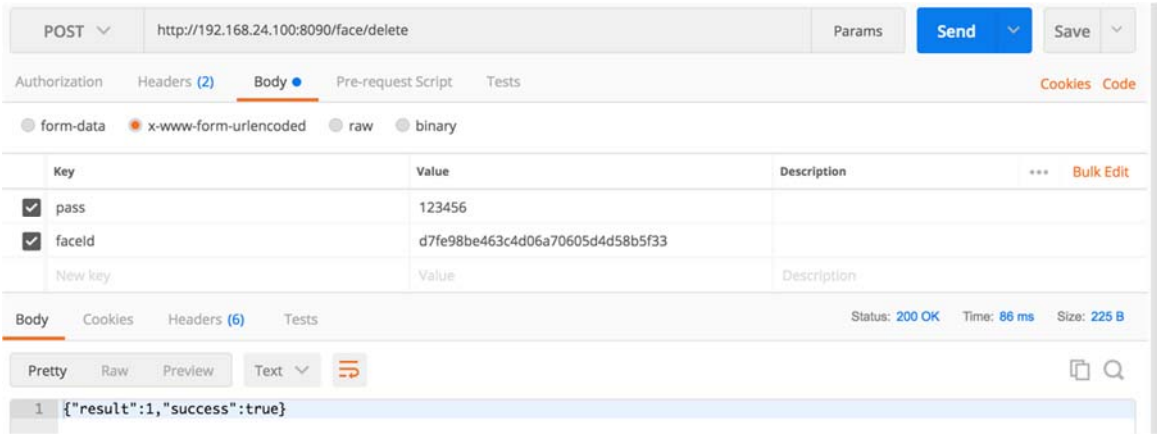 POST http://192.168.24.100:8090/face/delete Params Send Save
Authorization Headers (2) Body Pre-request Script Tests Cookies Code
form-data x-www-form-urlencoded raw binary
Key Value Description ••• Bulk Edit
pass 123456
faceId d7fe98be463c4d06a70605d4d58b5f33
New key Value Description
Body Cookies Headers (6) Tests Status: 200 OK Time: 86 ms Size: 225 B
Pretty Raw Preview Text
1 {"result":1,"success":true}